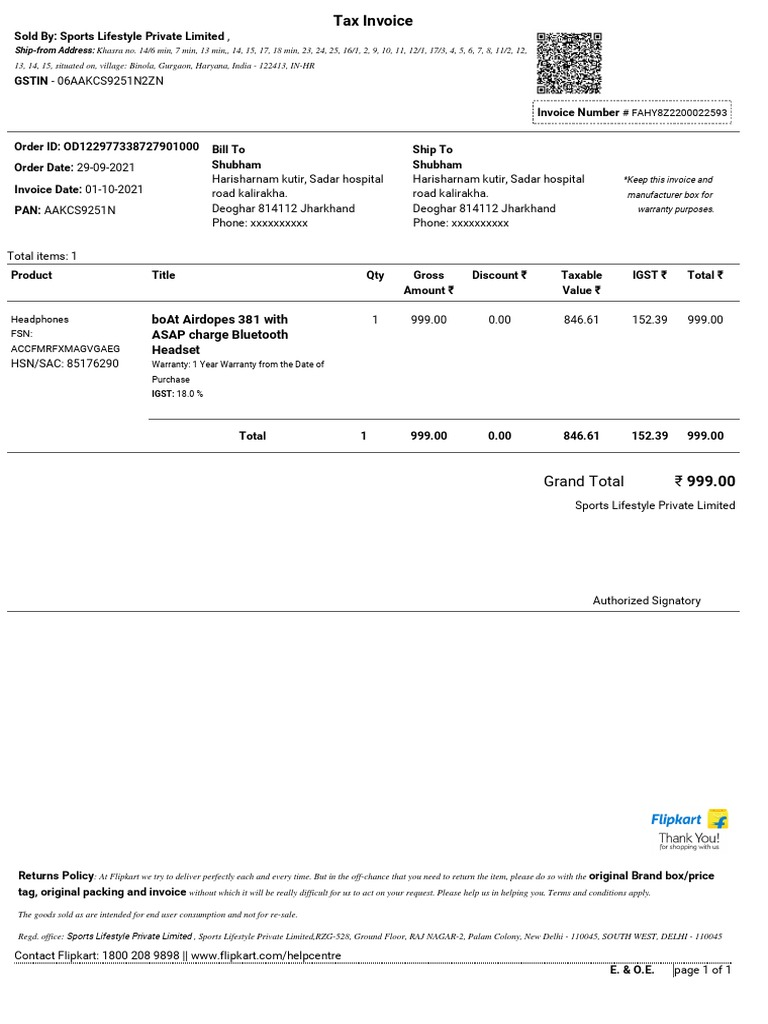 Tax Invoice
Sold By: Sports Lifestyle Private Limited ,
Ship-from Address: Khasra no. 14/6 min, 7 min, 13 min,, 14, 15, 17, 18 min, 23, 24, 25, 16/1, 2, 9, 10, 11, 12/1, 17/3, 4, 5, 6, 7, 8, 11/2, 12,
13, 14, 15, situated on, village: Binola, Gurgaon, Haryana, India - 122413, IN-HR
GSTIN - 06AAKCS9251N2ZN
Invoice Number # FAHY8Z2200022593
Order ID: OD122977338727901000
Order Date: 29-09-2021
Invoice Date: 01-10-2021
PAN: AAKCS9251N
Bill To
Shubham
Harisharnam kutir, Sadar hospital
road kalirakha.
Deoghar 814112 Jharkhand
Phone: xxxxxxxxxx
Ship To
Shubham
Harisharnam kutir, Sadar hospital
road kalirakha.
Deoghar 814112 Jharkhand
Phone: xxxxxxxxxx
*Keep this invoice and
manufacturer box for
warranty purposes.
Total items: 1
Product Title Qty Gross Amount ₹ Discount ₹ Taxable Value ₹ IGST ₹ Total ₹
Headphones
FSN:
ACCFMRFXMAGVGAEG
HSN/SAC: 85176290
boAt Airdopes 381 with
ASAP charge Bluetooth
Headset
Warranty: 1 Year Warranty from the Date of
Purchase
IGST: 18.0 %
1 999.00 0.00 846.61 152.39 999.00
Total 1 999.00 0.00 846.61 152.39 999.00
Grand Total ₹ 999.00
Sports Lifestyle Private Limited
Authorized Signatory
Flipkart
Thank You!
for shopping with us
Returns Policy: At Flipkart we try to deliver perfectly each and every time. But in the off-chance that you need to return the item, please do so with the original Brand box/price
tag, original packing and invoice without which it will be really difficult for us to act on your request. Please help us in helping you. Terms and conditions apply.
The goods sold as are intended for end user consumption and not for re-sale.
Regd. office: Sports Lifestyle Private Limited , Sports Lifestyle Private Limited,RZG-528, Ground Floor, RAJ NAGAR-2, Palam Colony, New Delhi - 110045, SOUTH WEST, DELHI - 110045
Contact Flipkart: 1800 208 9898 || www.flipkart.com/helpcentre
E. & O.E. page 1 of 1